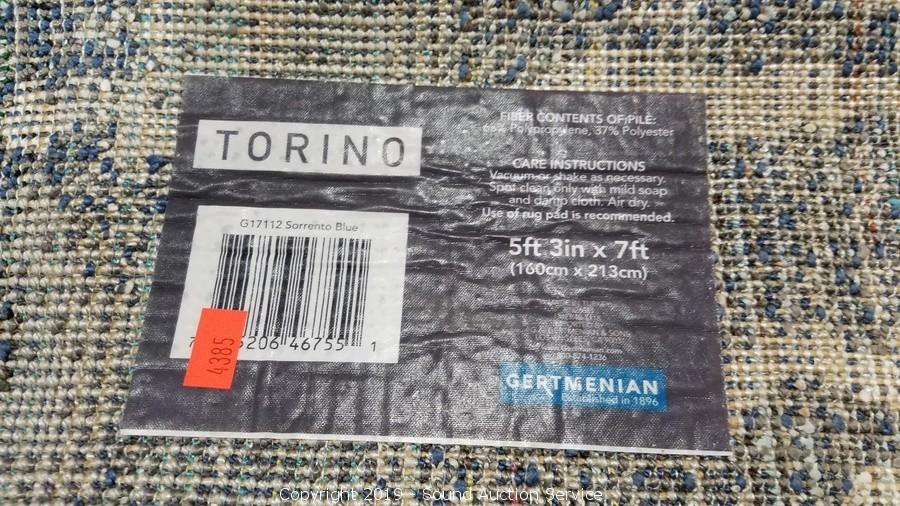 TORINO
G17112 Sorrento Blue
6206 46755 1
4385
FIBER CONTENTS OF PILE:
63% Polypropylene, 37% Polyester
CARE INSTRUCTIONS
Vacuum or shake as necessary.
Spot clean only with mild soap
and damp cloth. Air dry.
Use of rug pad is recommended.
5ft 3in x 7ft
(160cm x 213cm)
GERTMENIAN
Established in 1896
Copyright 2019 - Sound Auction Service